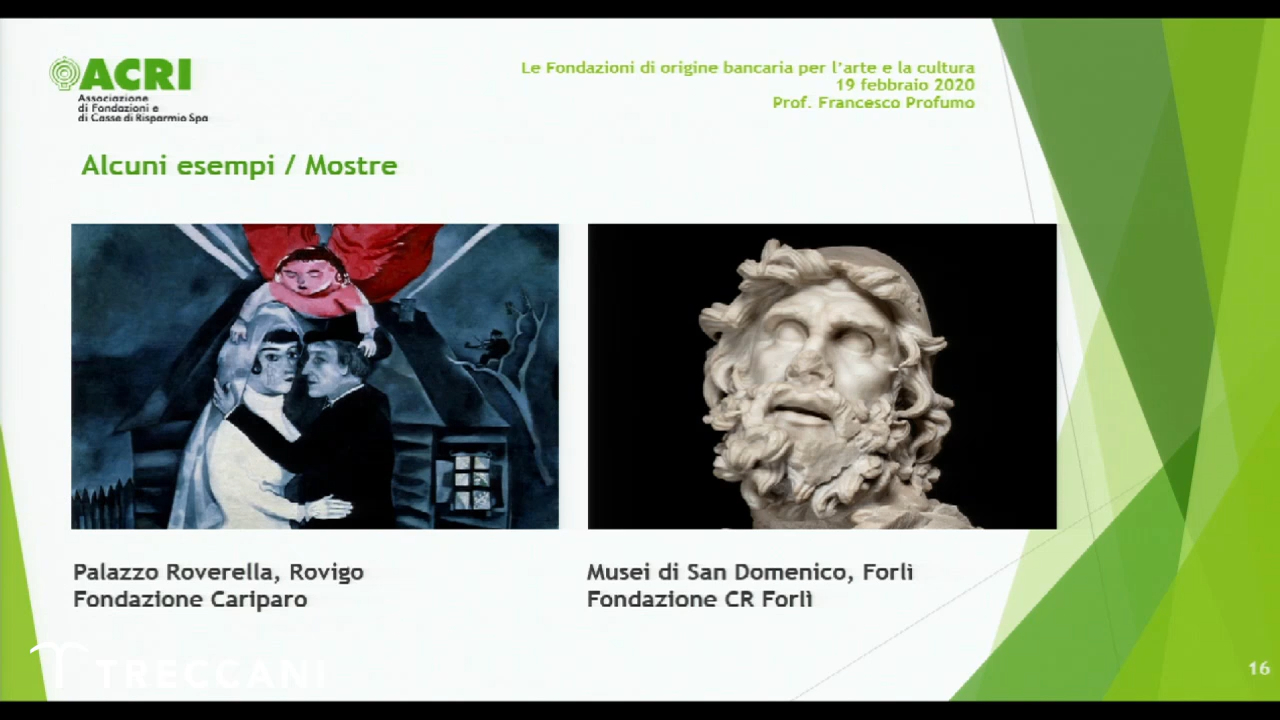 ACRI
Associazione
di Fondazioni e
di Casse di Risparmio Spa
Le Fondazioni di origine bancaria per l'arte e la cultura
19 febbraio 2020
Prof. Francesco Profumo
Alcuni esempi / Mostre
Palazzo Roverella, Rovigo
Fondazione Cariparo
Musei di San Domenico, Forlì
Fondazione CR Forlì
TRECCANI
16